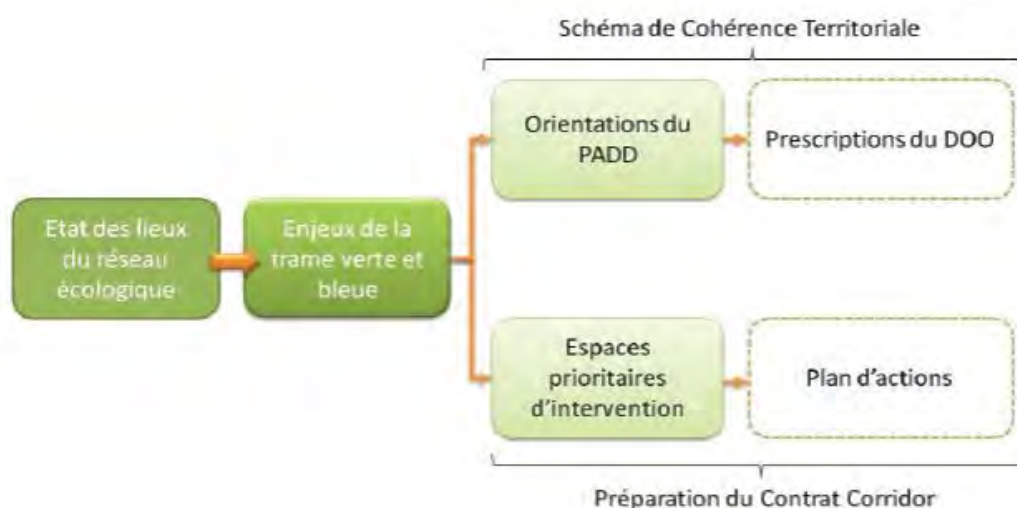 Schéma de Cohérence Territoriale
Orientations du
PADD
Prescriptions du DOO
Etat des lieux
du réseau
écologique
Enjeux de la
trame verte et
bleue
Espaces
prioritaires
d'intervention
Plan d'actions
Préparation du Contrat Corridor